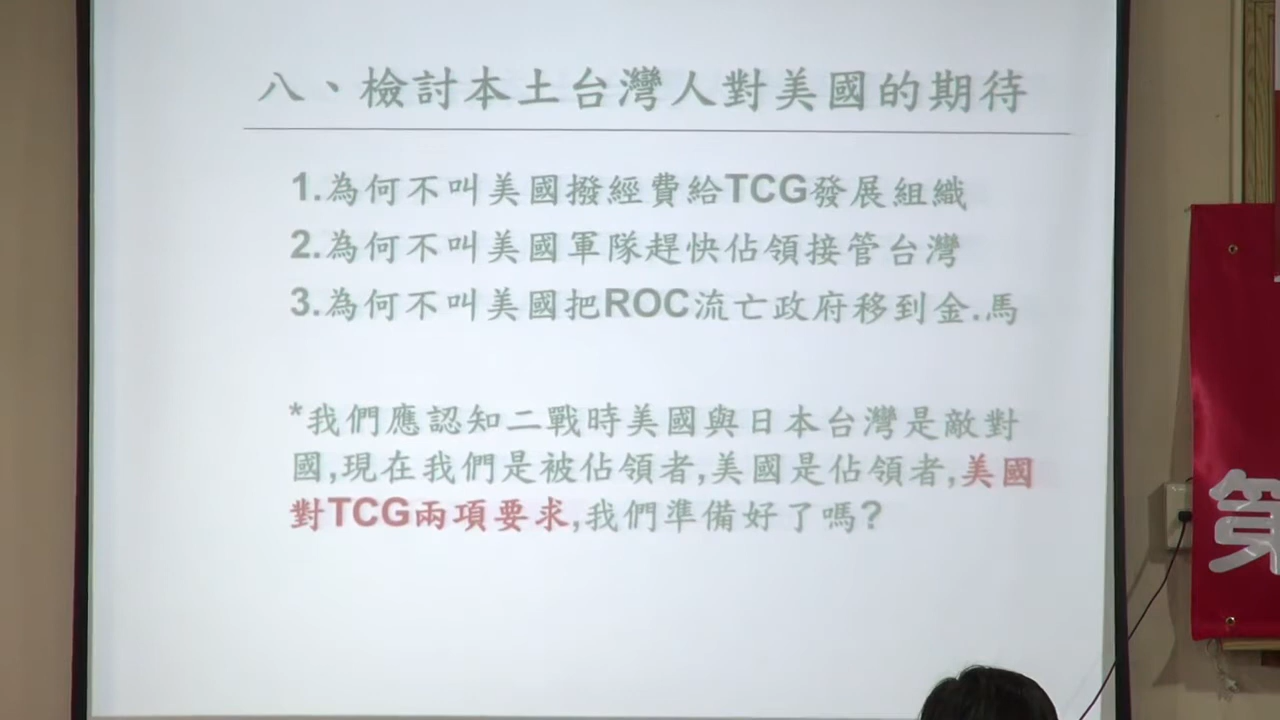 八、檢討本土台灣人對美國的期待
1.為何不叫美國撥經費給TCG發展組織
2.為何不叫美國軍隊趕快佔領接管台灣
3.為何不叫美國把ROC流亡政府移到金.馬
*我們應認知二戰時美國與日本台灣是敵對
國,現在我們是被佔領者,美國是佔領者,美國
對TCG兩項要求,我們準備好了嗎?
第